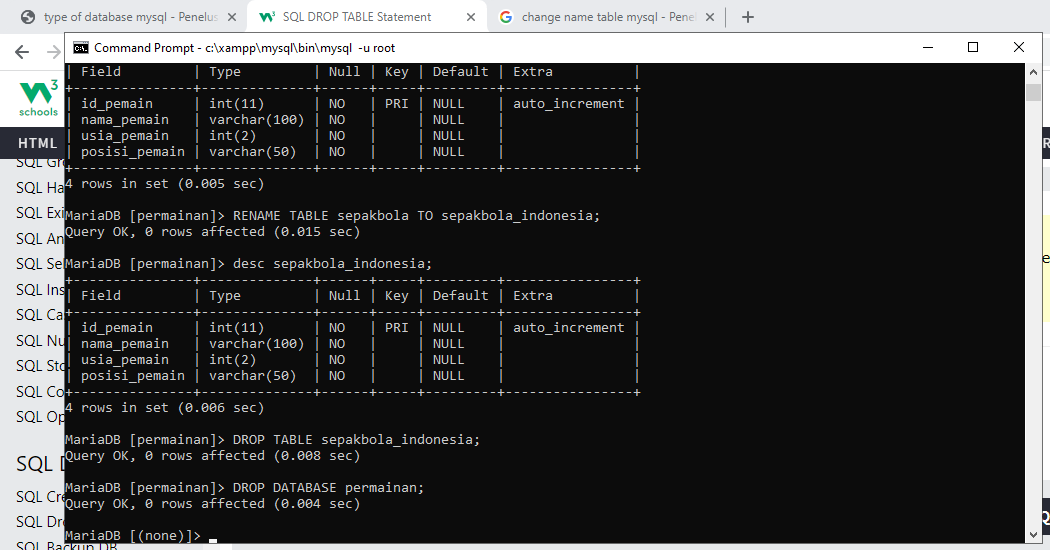 type of database mysql - Penelus
SQL DROP TABLE Statement
change name table mysql - Penel
Command Prompt - c:\xampp\mysql\bin\mysql -u root
w3
schools
HTML
SQL Gro
SQL Ha
SQL Exi
SQL An
SQL Sel
SQL Ins
SQL Ca
SQL Nu
SQL Sto
SQL Co
SQL Op
SQL D
SQL Cre
SQL Dro
SQL Backup DB
| Field | Type | Null | Key | Default | Extra |
+---------------+--------------+------+-----+---------+----------------+
| id_pemain | int(11) | NO | PRI | NULL | auto_increment |
| nama_pemain | varchar(100) | NO | | NULL | |
| usia_pemain | int(2) | NO | | NULL | |
| posisi_pemain | varchar(50) | NO | | NULL | |
+---------------+--------------+------+-----+---------+----------------+
4 rows in set (0.005 sec)
MariaDB [permainan]> RENAME TABLE sepakbola TO sepakbola_indonesia;
Query OK, 0 rows affected (0.015 sec)
MariaDB [permainan]> desc sepakbola_indonesia;
+---------------+--------------+------+-----+---------+----------------+
| Field | Type | Null | Key | Default | Extra |
+---------------+--------------+------+-----+---------+----------------+
| id_pemain | int(11) | NO | PRI | NULL | auto_increment |
| nama_pemain | varchar(100) | NO | | NULL | |
| usia_pemain | int(2) | NO | | NULL | |
| posisi_pemain | varchar(50) | NO | | NULL | |
+---------------+--------------+------+-----+---------+----------------+
4 rows in set (0.006 sec)
MariaDB [permainan]> DROP TABLE sepakbola_indonesia;
Query OK, 0 rows affected (0.008 sec)
MariaDB [permainan]> DROP DATABASE permainan;
Query OK, 0 rows affected (0.004 sec)
MariaDB [(none)]>